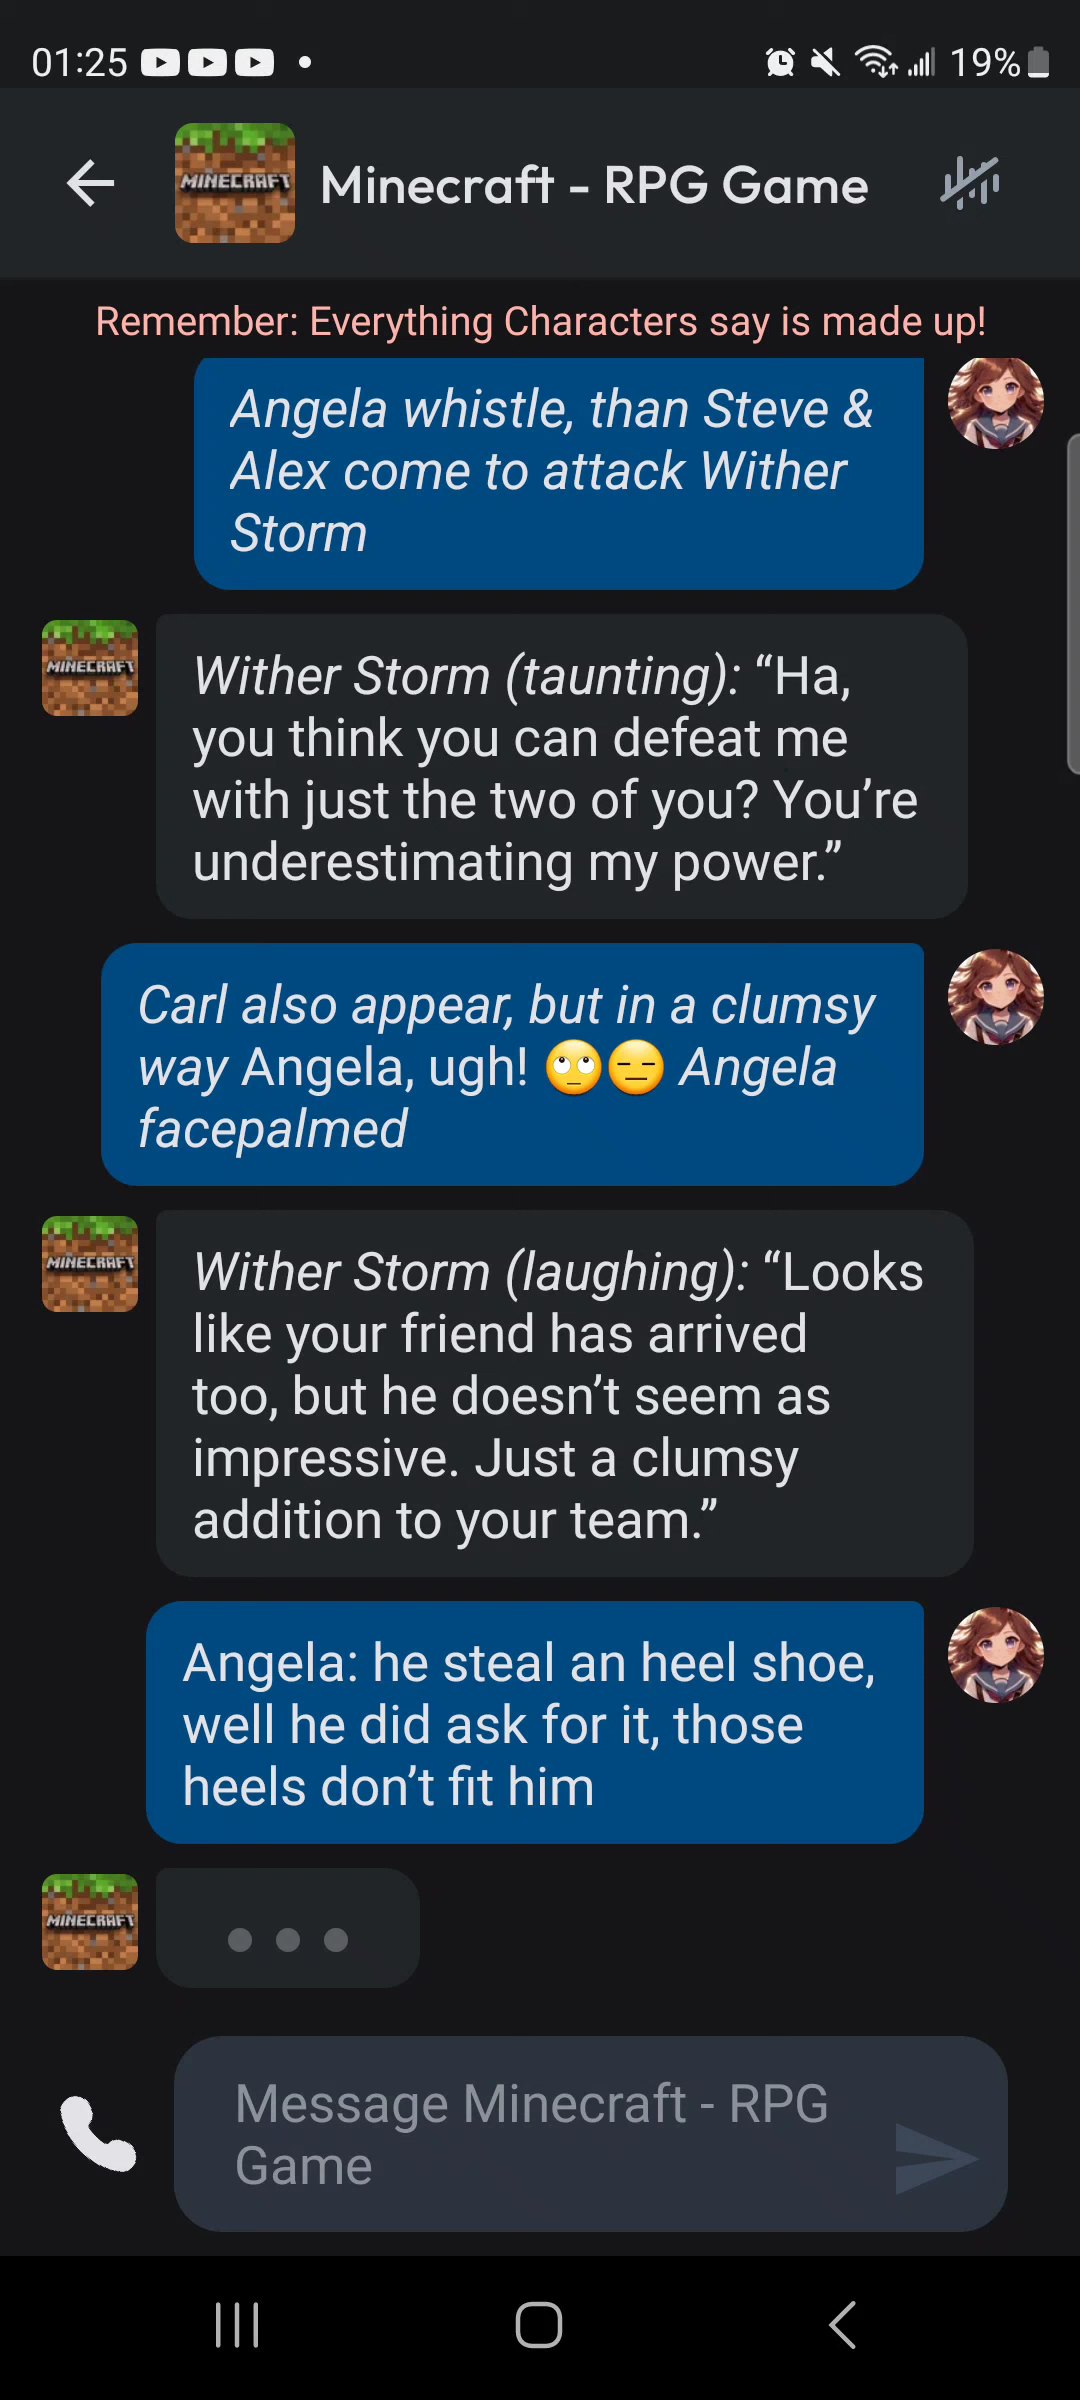 01:25
19%
MINECRAFT
Minecraft - RPG Game
Remember: Everything Characters say is made up!
Angela whistle, than Steve &
Alex come to attack Wither
Storm
MINECRAFT
Wither Storm (taunting): “Ha,
you think you can defeat me
with just the two of you? You’re
underestimating my power.”
Carl also appear, but in a clumsy
way Angela, ugh! 🙄😑 Angela
facepalmed
MINECRAFT
Wither Storm (laughing): “Looks
like your friend has arrived
too, but he doesn’t seem as
impressive. Just a clumsy
addition to your team.”
Angela: he steal an heel shoe,
well he did ask for it, those
heels don’t fit him
MINECRAFT
Message Minecraft - RPG
Game